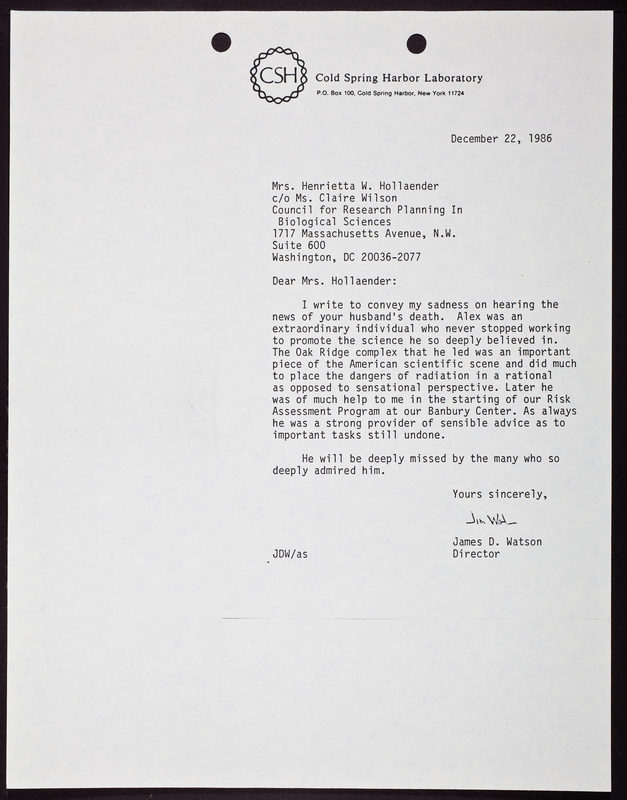 CSH
Cold Spring Harbor Laboratory
P.O. Box 100, Cold Spring Harbor, New York 11724
December 22, 1986
Mrs. Henrietta W. Hollaender
c/o Ms. Claire Wilson
Council for Research Planning In
Biological Sciences
1717 Massachusetts Avenue, N.W.
Suite 600
Washington, DC 20036-2077
Dear Mrs. Hollaender:
I write to convey my sadness on hearing the
news of your husband's death. Alex was an
extraordinary individual who never stopped working
to promote the science he so deeply believed in.
The Oak Ridge complex that he led was an important
piece of the American scientific scene and did much
to place the dangers of radiation in a rational
as opposed to sensational perspective. Later he
was of much help to me in the starting of our Risk
Assessment Program at our Banbury Center. As always
he was a strong provider of sensible advice as to
important tasks still undone.
He will be deeply missed by the many who so
deeply admired him.
Yours sincerely,
Jim Wat
James D. Watson
JDW/as Director